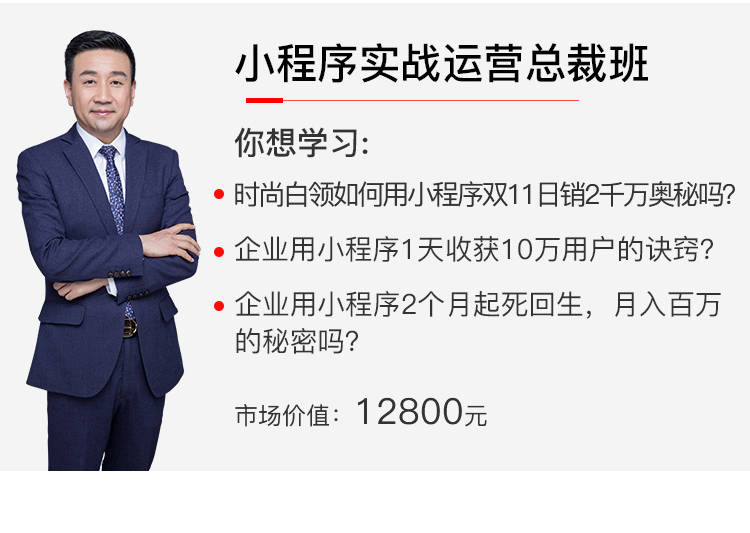 小程序实战运营总裁班
你想学习:
时尚白领如何用小程序双11日销2千万奥秘吗?
企业用小程序1天收获10万用户的诀窍?
企业用小程序2个月起死回生，月入百万
的秘密吗?
市场价值：12800元